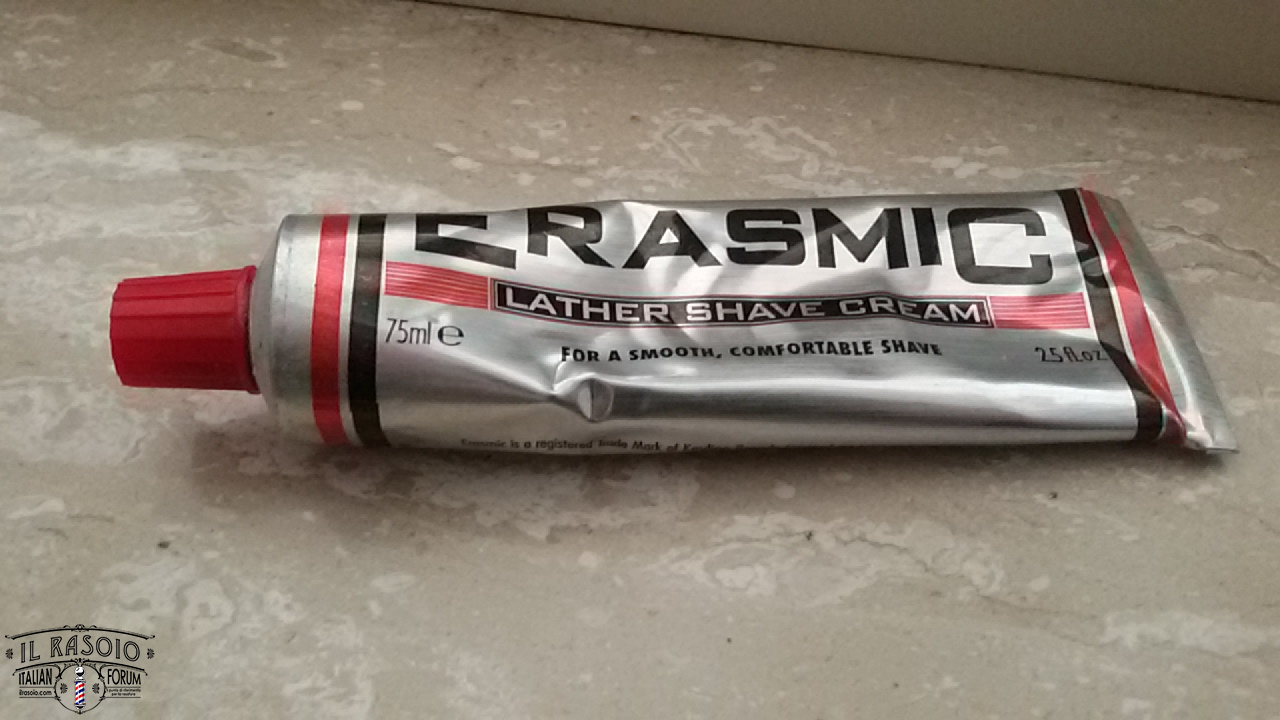 ERASMIC
LATHER SHAVE CREAM
75ml e
FOR A SMOOTH, COMFORTABLE SHAVE
2.5 fl.oz.
Erasmic is a registered Trade Mark of
IL RASOIO
ITALIAN FORUM
ilrasoio.com